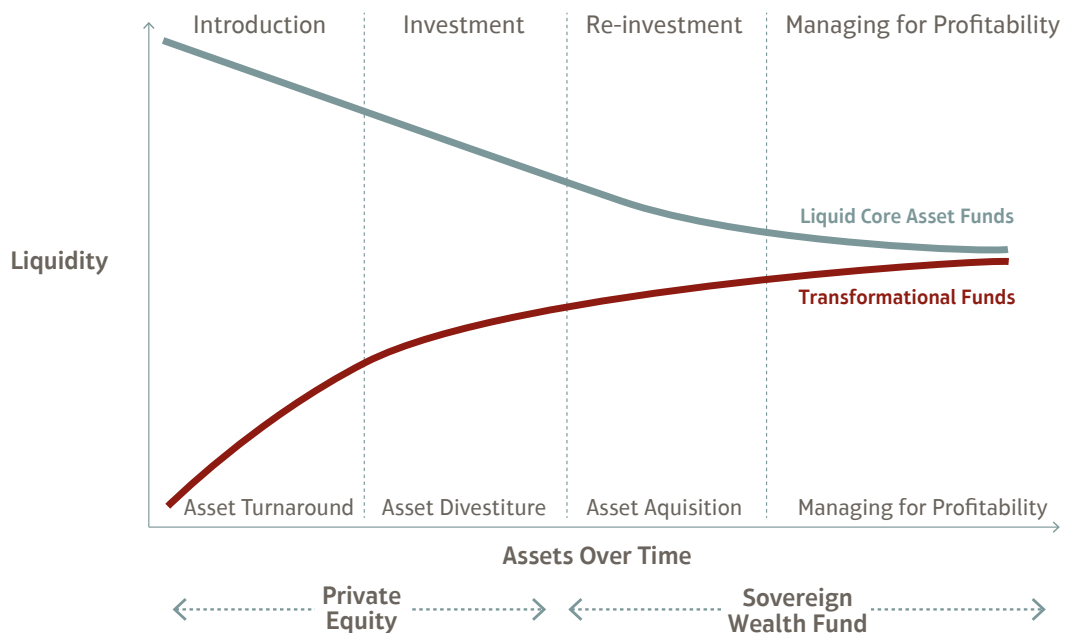 Introduction
Investment
Re-investment
Managing for Profitability
Liquid Core Asset Funds
Liquidity
Transformational Funds
Asset Turnaround
Asset Divestiture
Asset Aquisition
Managing for Profitability
Assets Over Time
Private
Equity
Sovereign
Wealth Fund